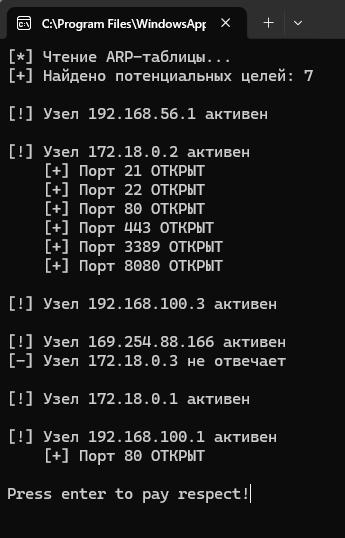 C:\Program Files\WindowsApp
[*] Чтение ARP-таблицы...
[+] Найдено потенциальных целей: 7
[!] Узел 192.168.56.1 активен
[!] Узел 172.18.0.2 активен
[+] Порт 21 ОТКРЫТ
[+] Порт 22 ОТКРЫТ
[+] Порт 80 ОТКРЫТ
[+] Порт 443 ОТКРЫТ
[+] Порт 3389 ОТКРЫТ
[+] Порт 8080 ОТКРЫТ
[!] Узел 192.168.100.3 активен
[!] Узел 169.254.88.166 активен
[-] Узел 172.18.0.3 не отвечает
[!] Узел 172.18.0.1 активен
[!] Узел 192.168.100.1 активен
[+] Порт 80 ОТКРЫТ
Press enter to pay respect!